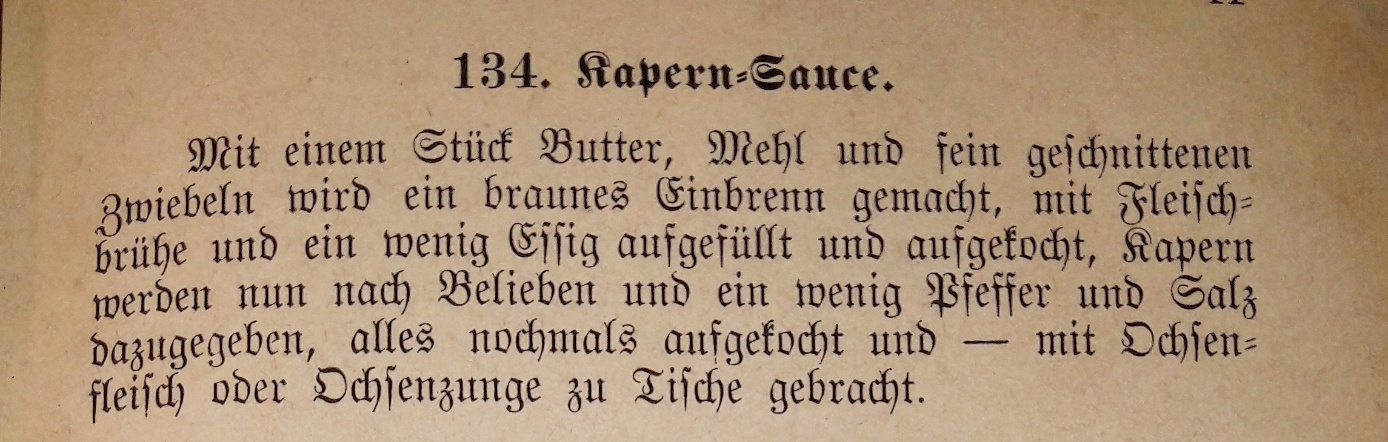 134. Kapern-Sauce.
Mit einem Stück Butter, Mehl und fein geschnittenen
Zwiebeln wird ein braunes Einbrenn gemacht, mit Fleisch-
brühe und ein wenig Essig aufgefüllt und aufgekocht, Kapern
werden nun nach Belieben und ein wenig Pfeffer und Salz
dazugegeben, alles nochmals aufgekocht und — mit Ochsen-
fleisch oder Ochsenzunge zu Tische gebracht.